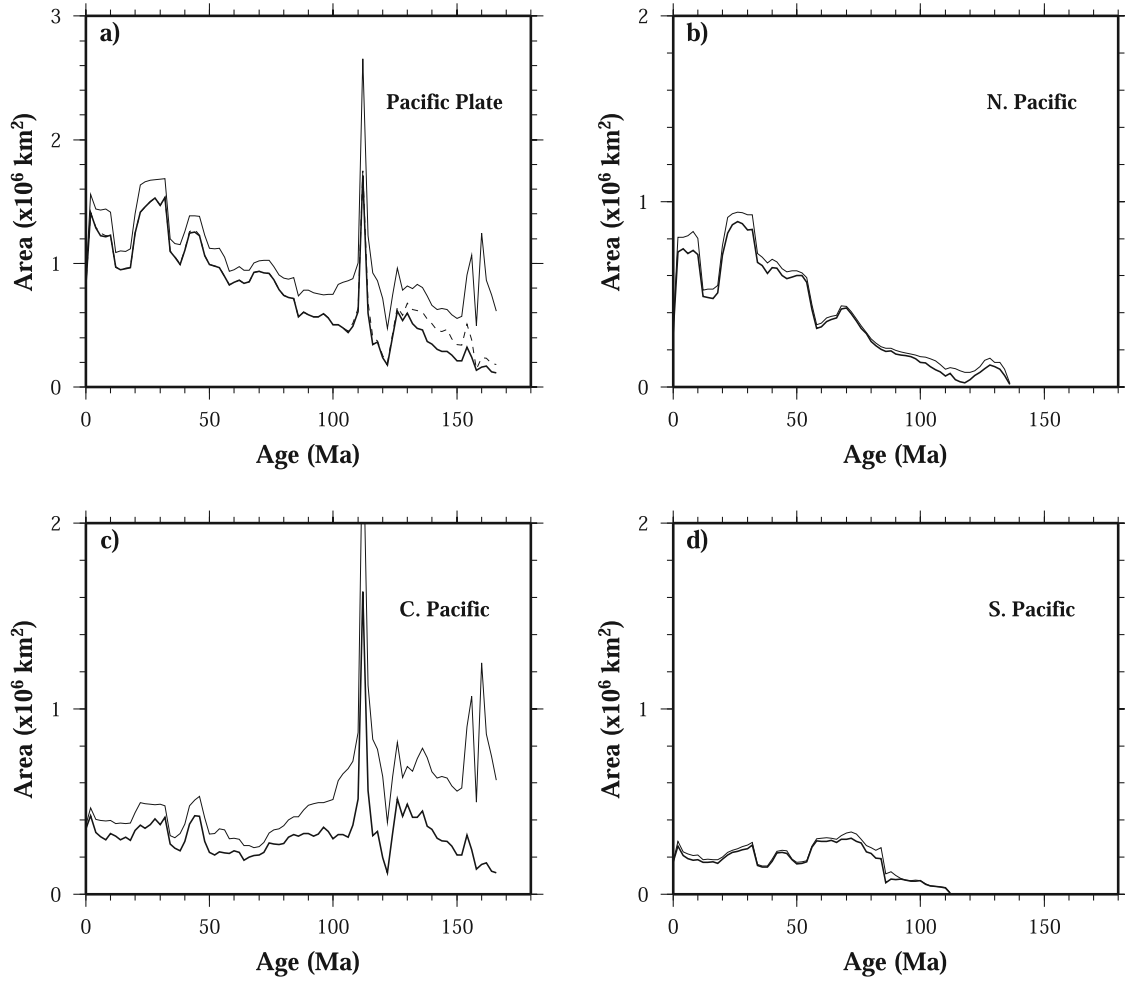 a)
Pacific Plate
3
2
1
0
Area (x10⁶ km²)
0 50 100 150
Age (Ma)
b)
N. Pacific
2
1
0
Area (x10⁶ km²)
0 50 100 150
Age (Ma)
c)
C. Pacific
2
1
0
Area (x10⁶ km²)
0 50 100 150
Age (Ma)
d)
S. Pacific
2
1
0
Area (x10⁶ km²)
0 50 100 150
Age (Ma)